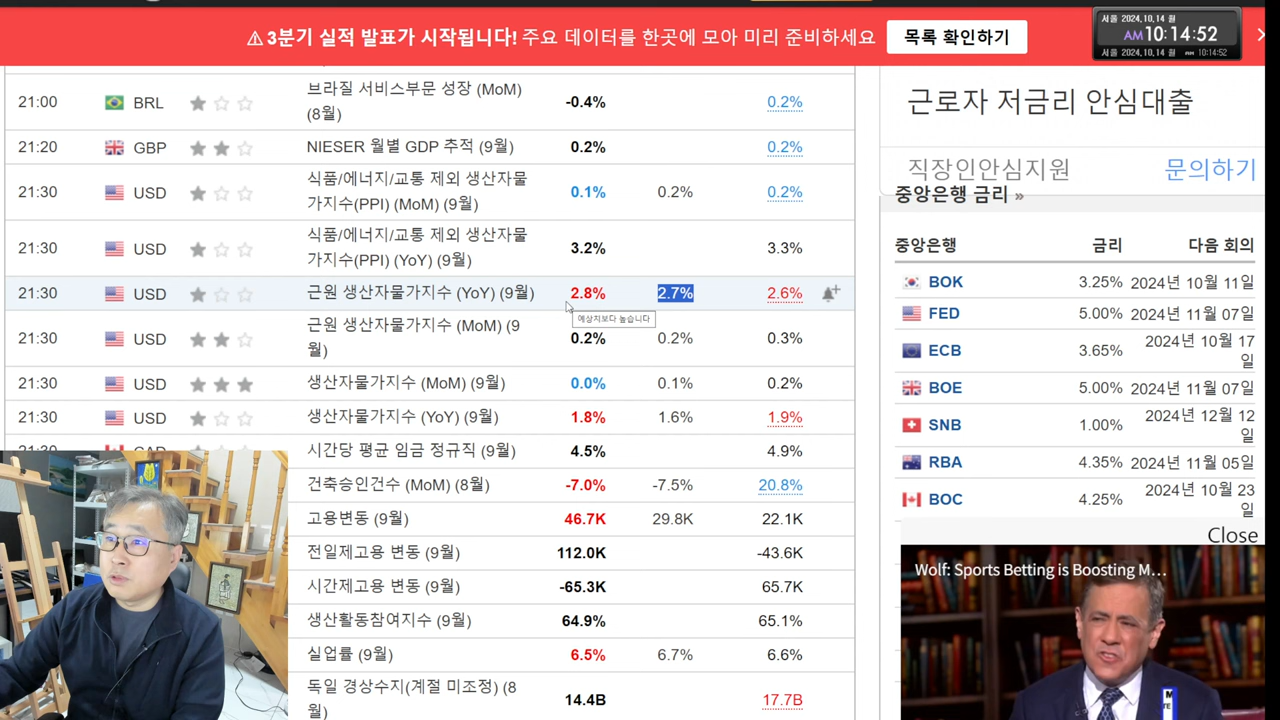 ⚠ 3분기 실적 발표가 시작됩니다! 주요 데이터를 한곳에 모아 미리 준비하세요 목록 확인하기
서울 2024.10.14 월
AM 10:14:52
서울 2024.10.14 월 AM 10:14:52
21:00 BRL 브라질 서비스부문 성장 (MoM) (8월) -0.4% 0.2%
21:20 GBP NIESER 월별 GDP 추적 (9월) 0.2% 0.2%
21:30 USD 식품/에너지/교통 제외 생산자물가지수(PPI) (MoM) (9월) 0.1% 0.2% 0.2%
21:30 USD 식품/에너지/교통 제외 생산자물가지수(PPI) (YoY) (9월) 3.2% 3.3%
21:30 USD 근원 생산자물가지수 (YoY) (9월) 2.8% 2.7% 2.6%
예상치보다 높습니다
21:30 USD 근원 생산자물가지수 (MoM) (9월) 0.2% 0.2% 0.3%
21:30 USD 생산자물가지수 (MoM) (9월) 0.0% 0.1% 0.2%
21:30 USD 생산자물가지수 (YoY) (9월) 1.8% 1.6% 1.9%
시간당 평균 임금 정규직 (9월) 4.5% 4.9%
건축승인건수 (MoM) (8월) -7.0% -7.5% 20.8%
고용변동 (9월) 46.7K 29.8K 22.1K
전일제고용 변동 (9월) 112.0K -43.6K
시간제고용 변동 (9월) -65.3K 65.7K
생산활동참여지수 (9월) 64.9% 65.1%
실업률 (9월) 6.5% 6.7% 6.6%
독일 경상수지(계절 미조정) (8월) 14.4B 17.7B
근로자 저금리 안심대출
직장인안심지원 문의하기
중앙은행 금리 »
중앙은행 금리 다음 회의
BOK 3.25% 2024년 10월 11일
FED 5.00% 2024년 11월 07일
ECB 3.65% 2024년 10월 17일
BOE 5.00% 2024년 11월 07일
SNB 1.00% 2024년 12월 12일
RBA 4.35% 2024년 11월 05일
BOC 4.25% 2024년 10월 23일
Close
Wolf: Sports Betting is Boosting M…